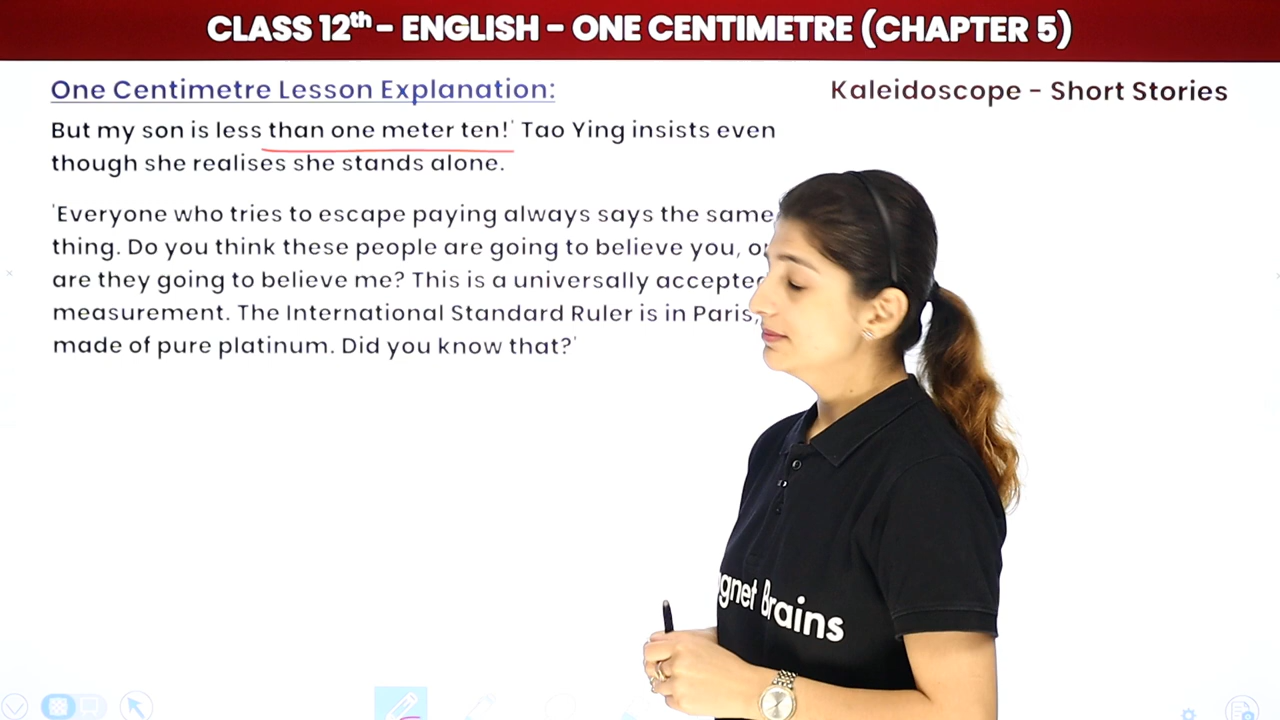 CLASS 12th - ENGLISH - ONE CENTIMETRE (CHAPTER 5)
One Centimetre Lesson Explanation:
Kaleidoscope - Short Stories
But my son is less than one meter ten!' Tao Ying insists even
though she realises she stands alone.
'Everyone who tries to escape paying always says the same
thing. Do you think these people are going to believe you,
are they going to believe me? This is a universally accepted
measurement. The International Standard Ruler is in Paris,
made of pure platinum. Did you know that?'
Brains